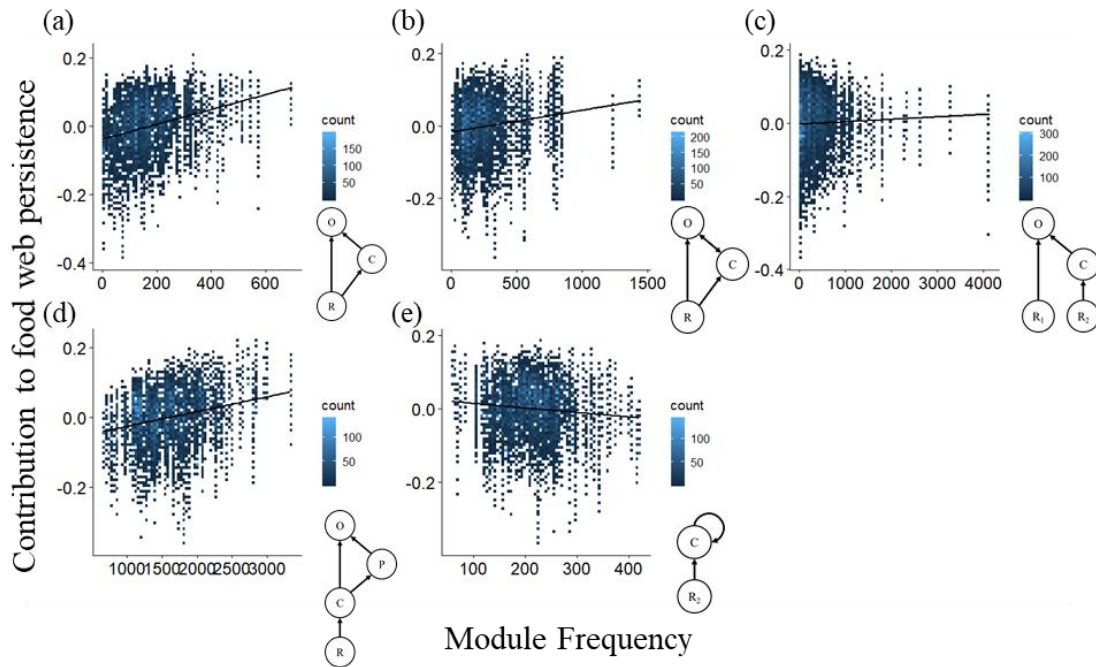 (a)
(b)
(c)
Contribution to food web persistence
0.2
0.0
-0.2
-0.4
0 200 400 600
count
150
100
50
O
C
R
0.2
0.0
-0.2
0 500 1000 1500
count
200
150
100
50
O
C
R
0.2
0.0
-0.2
-0.4
0 1000 2000 3000 4000
count
300
200
100
O
C
R₁ R₂
(d)
(e)
0.2
0.0
-0.2
1000 1500 2000 2500 3000
count
100
50
O
P
C
R
0.2
0.0
-0.2
100 200 300 400
count
100
50
C
R₂
Module Frequency